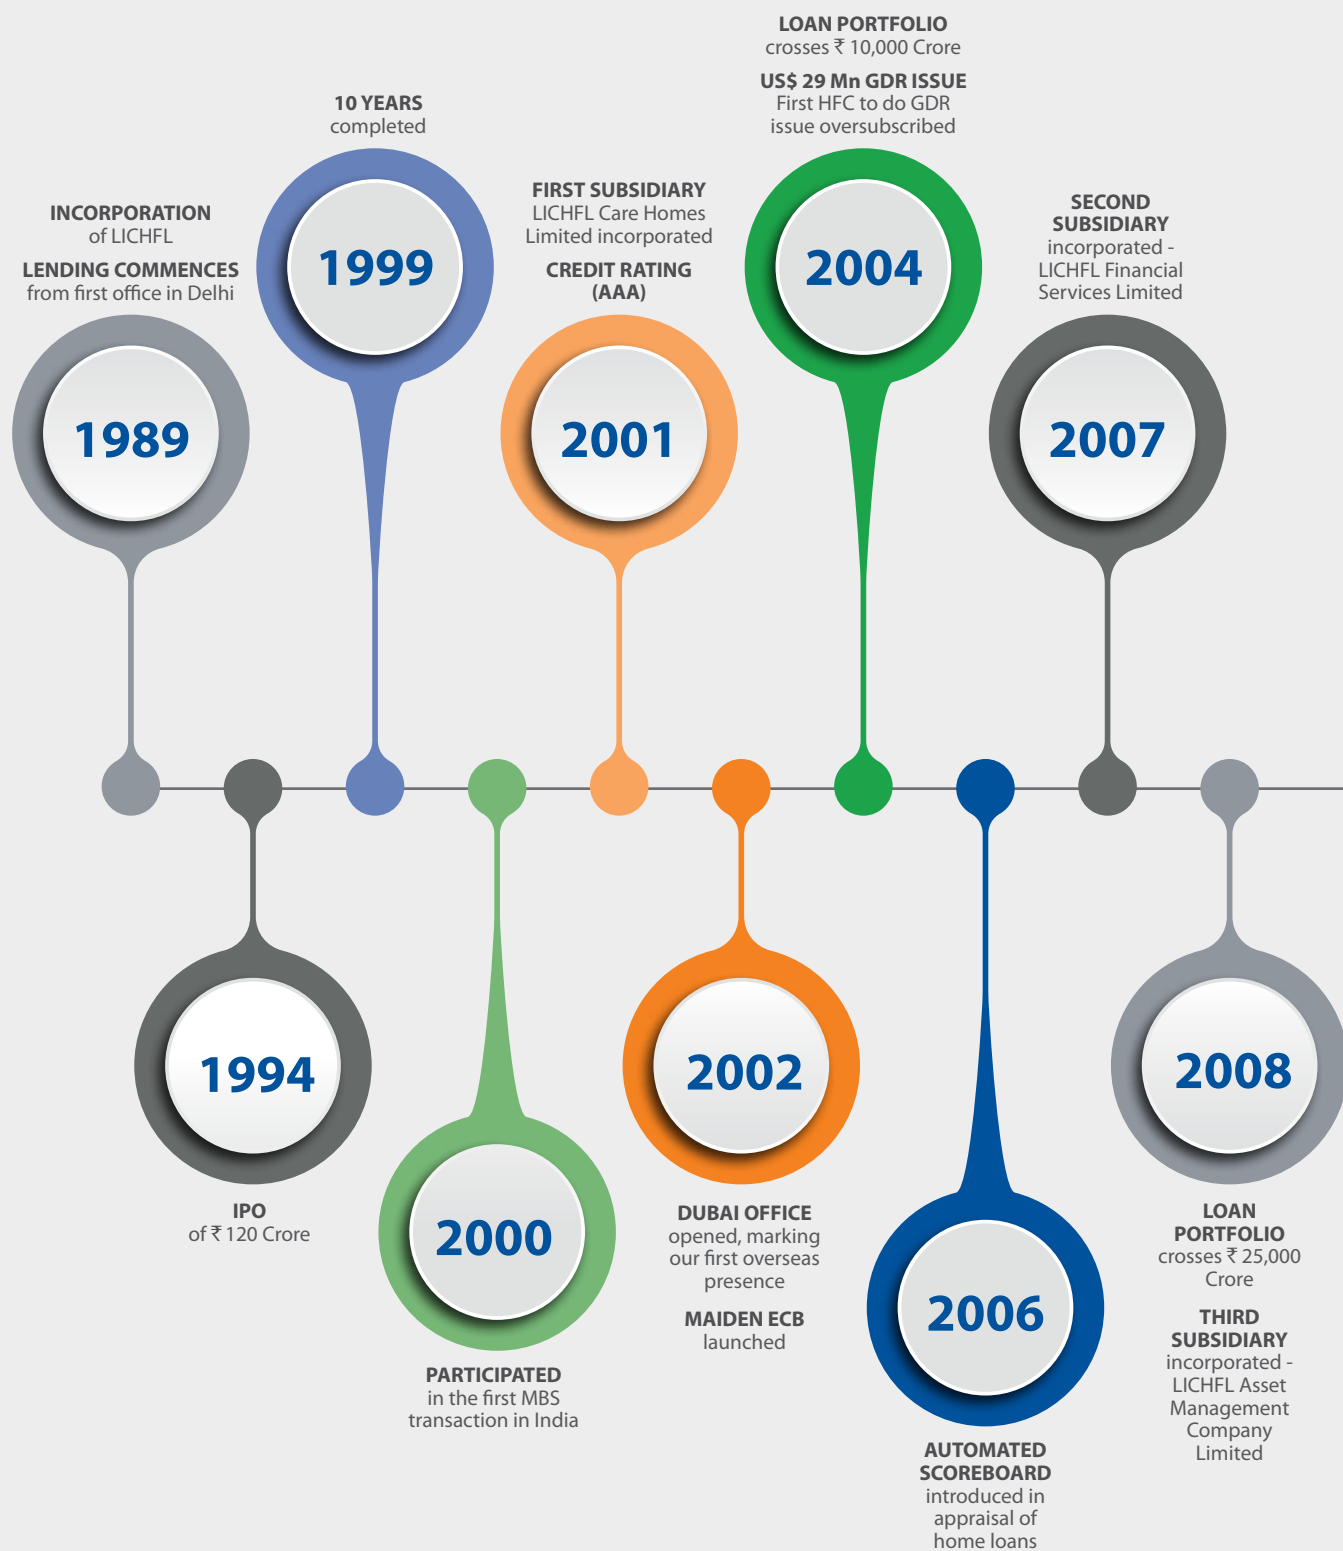 INCORPORATION
of LICHFL
LENDING COMMENCES
from first office in Delhi
1989
IPO
of ₹ 120 Crore
1994
10 YEARS
completed
1999
2000
PARTICIPATED
in the first MBS
transaction in India
FIRST SUBSIDIARY
LICHFL Care Homes
Limited incorporated
CREDIT RATING
(AAA)
2001
2002
DUBAI OFFICE
opened, marking
our first overseas
presence
MAIDEN ECB
launched
LOAN PORTFOLIO
crosses ₹ 10,000 Crore
US$ 29 Mn GDR ISSUE
First HFC to do GDR
issue oversubscribed
2004
2006
AUTOMATED
SCOREBOARD
introduced in
appraisal of
home loans
SECOND
SUBSIDIARY
incorporated -
LICHFL Financial
Services Limited
2007
2008
LOAN
PORTFOLIO
crosses ₹ 25,000
Crore
THIRD
SUBSIDIARY
incorporated -
LICHFL Asset
Management
Company
Limited